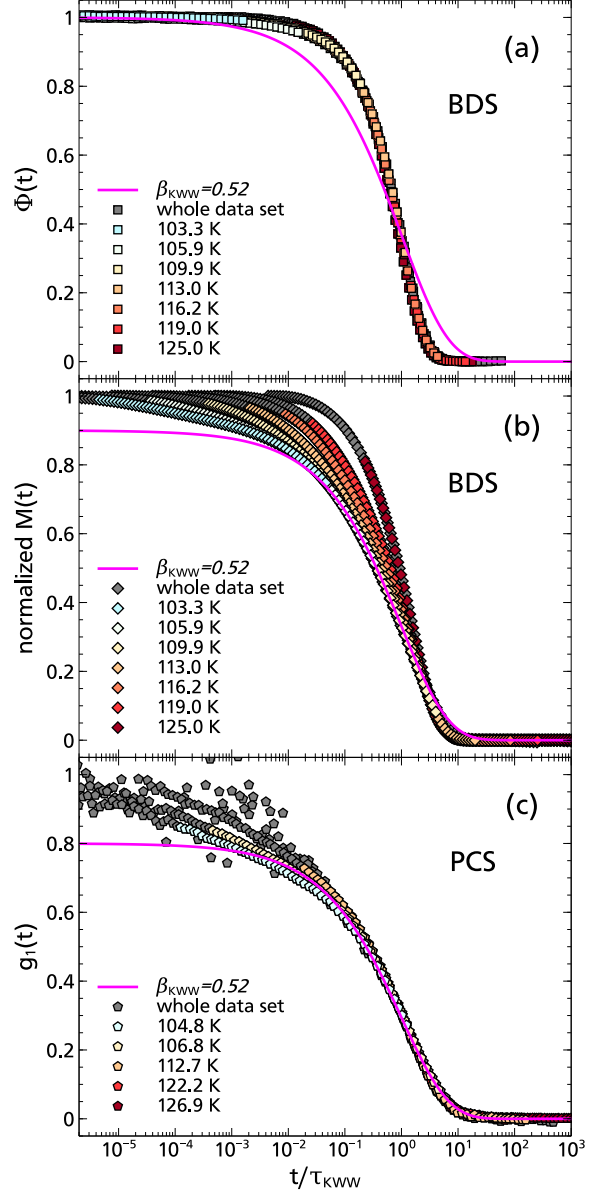 1
(a)
0.8
BDS
0.6
Φ(t)
β_KWW=0.52
whole data set
0.4
103.3 K
105.9 K
109.9 K
0.2
113.0 K
116.2 K
119.0 K
0
125.0 K
1
(b)
0.8
BDS
0.6
normalized M(t)
β_KWW=0.52
0.4
whole data set
103.3 K
105.9 K
0.2
109.9 K
113.0 K
116.2 K
119.0 K
0
125.0 K
1
(c)
0.8
PCS
0.6
g₁(t)
0.4
β_KWW=0.52
whole data set
0.2
104.8 K
106.8 K
112.7 K
122.2 K
0
126.9 K
10⁻⁵ 10⁻⁴ 10⁻³ 10⁻² 10⁻¹ 10⁰ 10¹ 10² 10³
t/τ_KWW